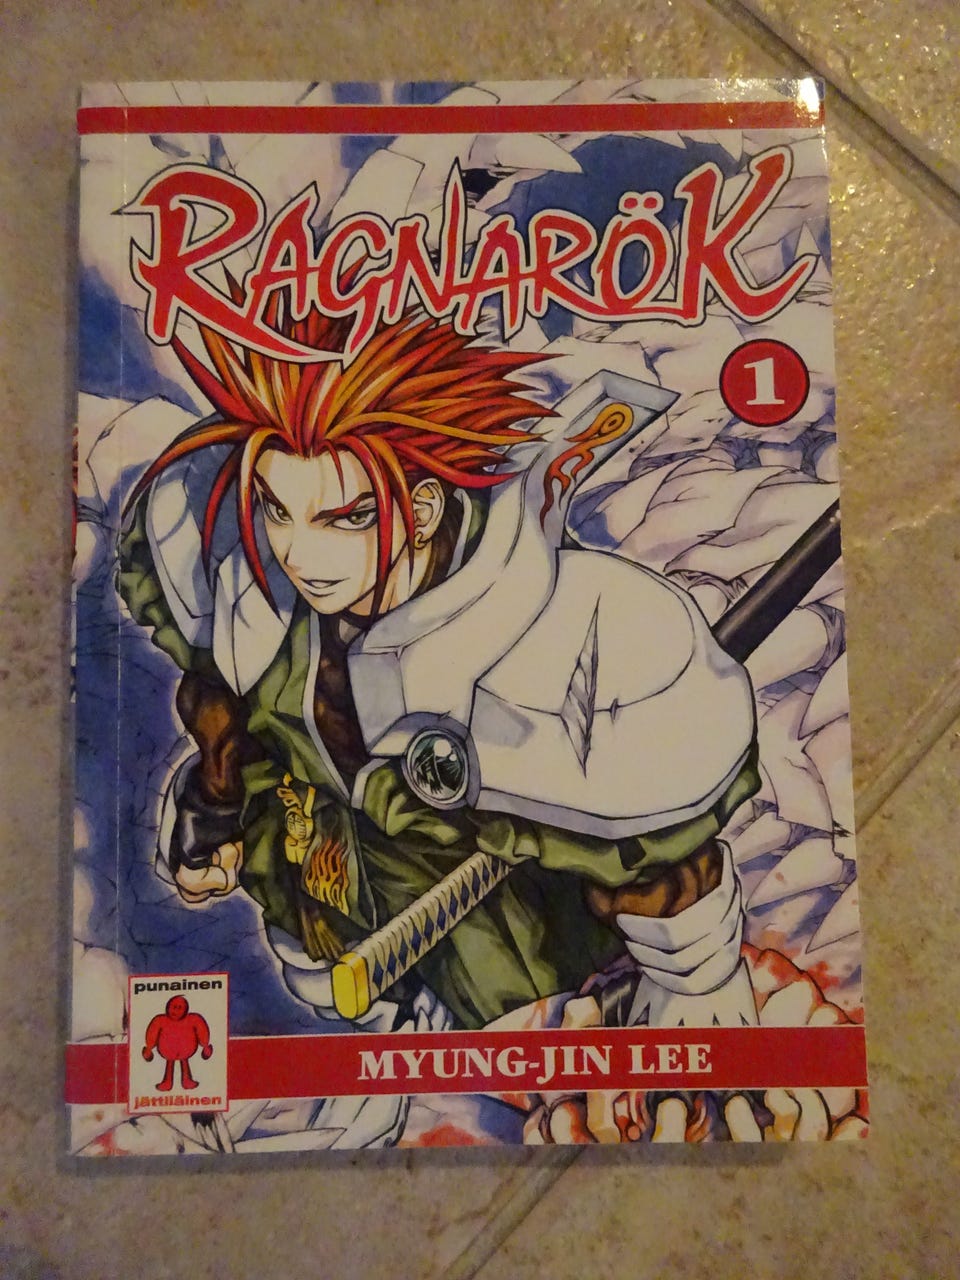 RAGNARÖK
1
punainen
jättiläinen
MYUNG-JIN LEE